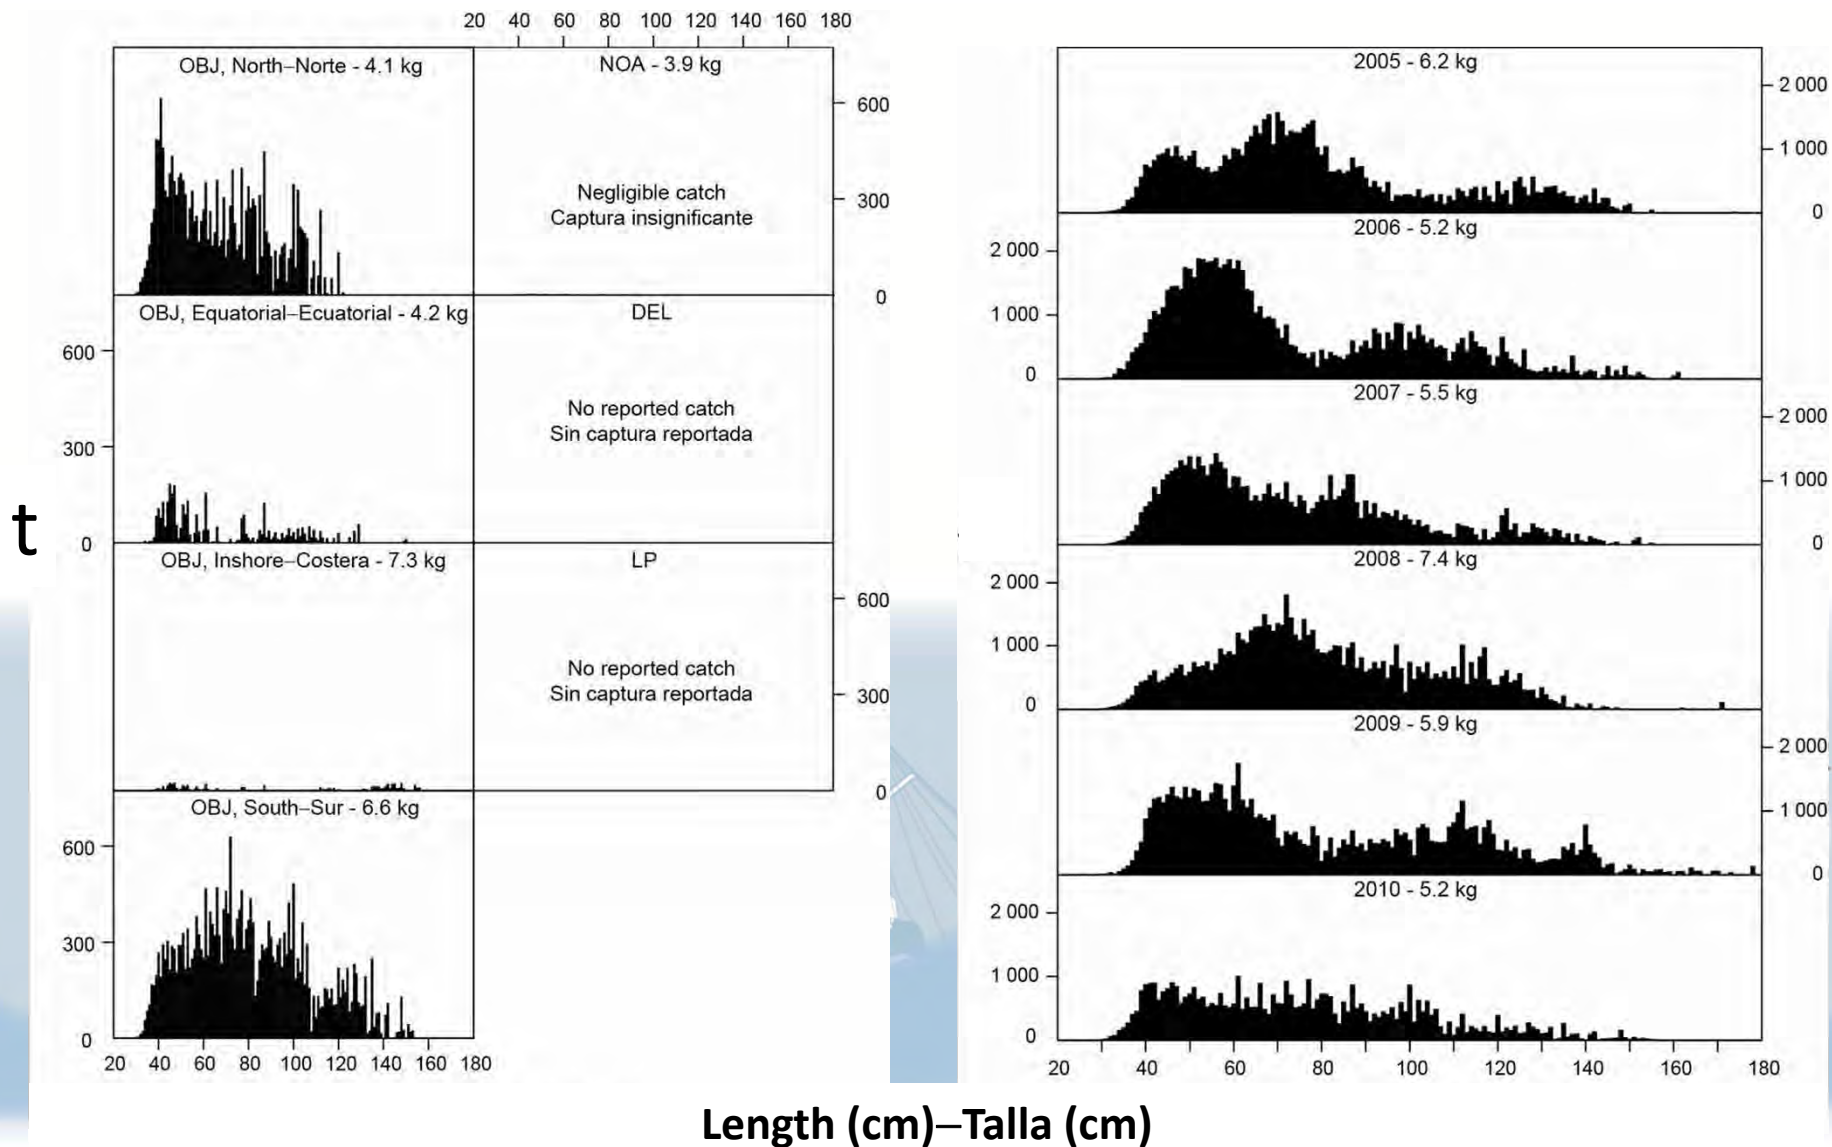 20 40 60 80 100 120 140 160 180
OBJ, North–Norte - 4.1 kg
NOA - 3.9 kg
Negligible catch
Captura insignificante
600
300
0
OBJ, Equatorial–Ecuatorial - 4.2 kg
DEL
No reported catch
Sin captura reportada
600
300
0
t
OBJ, Inshore–Costera - 7.3 kg
LP
No reported catch
Sin captura reportada
600
300
0
OBJ, South–Sur - 6.6 kg
600
300
0
20 40 60 80 100 120 140 160 180
2005 - 6.2 kg
2 000
1 000
0
2006 - 5.2 kg
2 000
1 000
0
2007 - 5.5 kg
2 000
1 000
0
2008 - 7.4 kg
2 000
1 000
0
2009 - 5.9 kg
2 000
1 000
0
2010 - 5.2 kg
2 000
1 000
0
20 40 60 80 100 120 140 160 180
Length (cm)–Talla (cm)